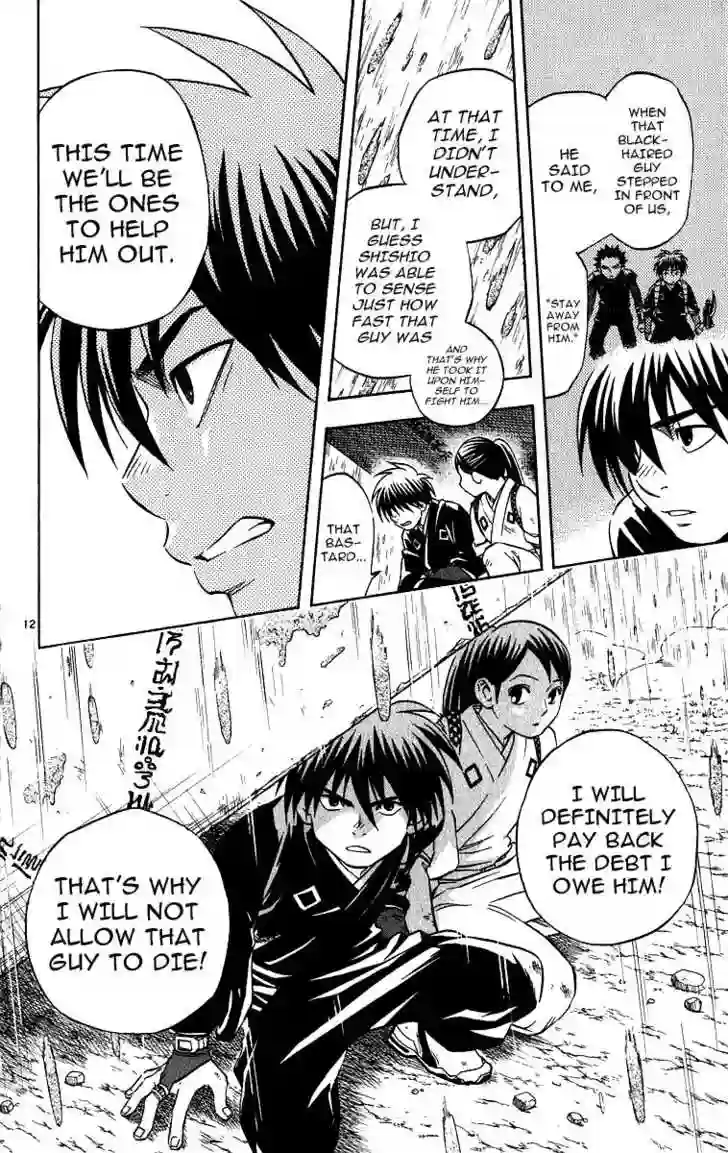 WHEN
THAT
BLACK-
HAIRED
GUY
STEPPED
IN FRONT
OF US,
HE
SAID
TO ME,
"STAY
AWAY
FROM
HIM."
AT THAT
TIME, I
DIDN'T
UNDER-
STAND,
BUT, I
GUESS
SHISHIO
WAS ABLE
TO SENSE
JUST HOW
FAST THAT
GUY WAS
AND
THAT'S WHY
HE TOOK IT
UPON HIM-
SELF TO
FIGHT HIM...
THAT
BAS-
TARD...
THIS TIME
WE'LL BE
THE ONES
TO HELP
HIM OUT.
12
I WILL
DEFINITELY
PAY BACK
THE DEBT I
OWE HIM!
THAT'S WHY
I WILL NOT
ALLOW THAT
GUY TO DIE!